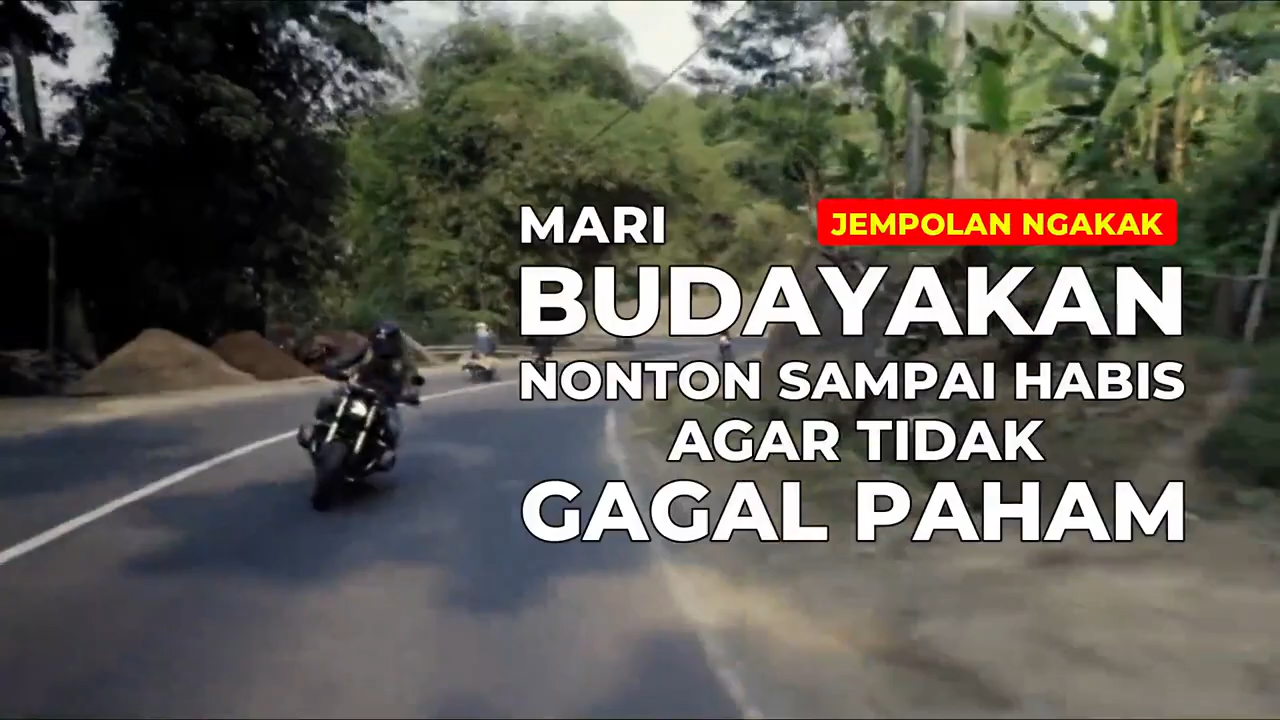 MARI
JEMPOLAN NGAKAK
BUDAYAKAN
NONTON SAMPAI HABIS
AGAR TIDAK
GAGAL PAHAM